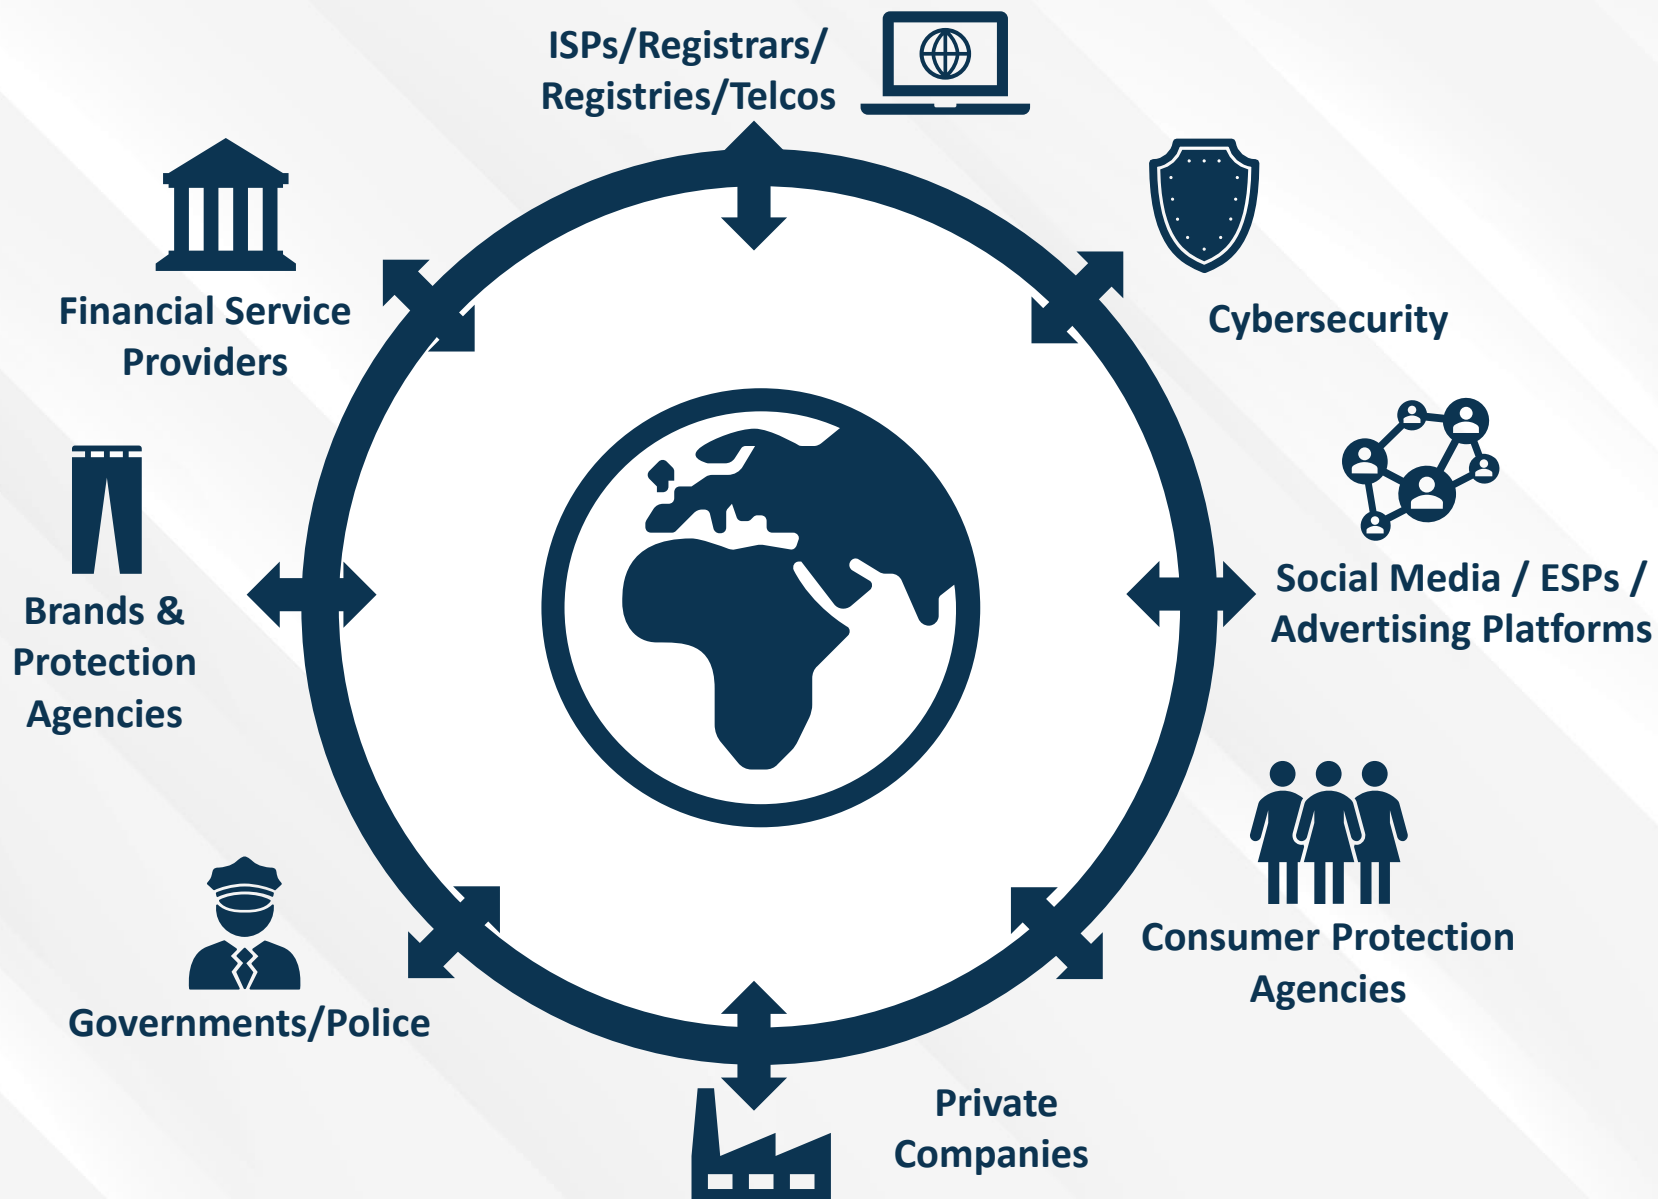 ISPs/Registrars/
Registries/Telcos
Cybersecurity
Social Media / ESPs /
Advertising Platforms
Consumer Protection
Agencies
Private
Companies
Governments/Police
Brands &
Protection
Agencies
Financial Service
Providers